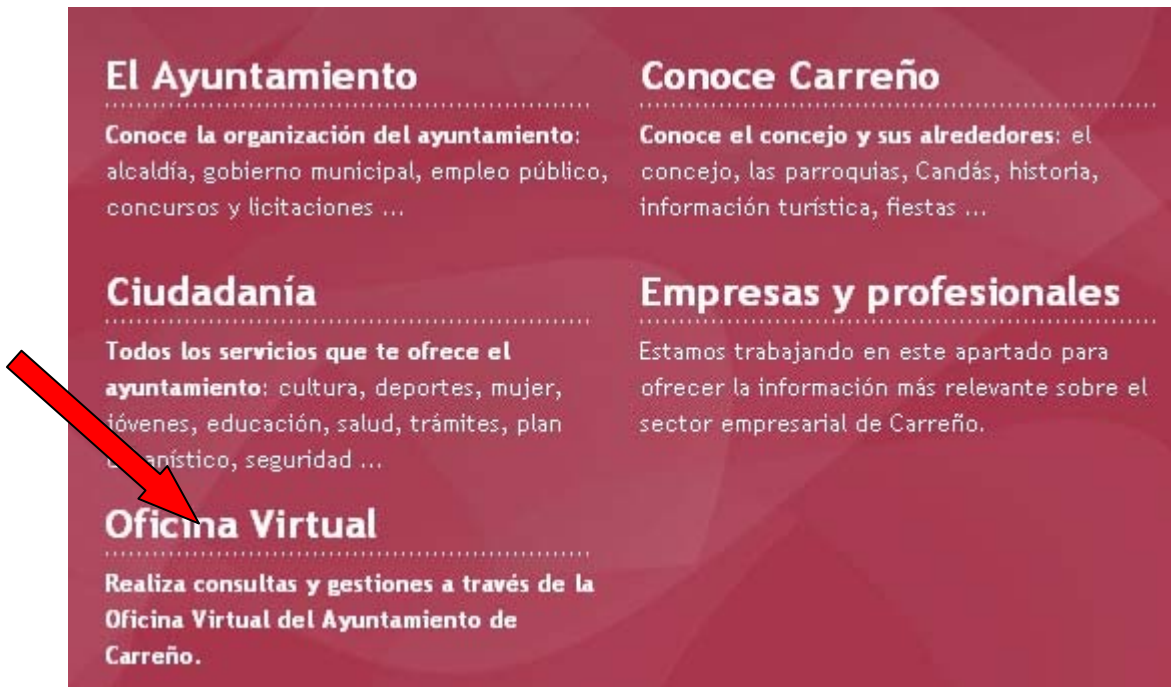 El Ayuntamiento
Conoce la organización del ayuntamiento:
alcaldía, gobierno municipal, empleo público,
concursos y licitaciones ...
Conoce Carreño
Conoce el concejo y sus alrededores: el
concejo, las parroquias, Candás, historia,
información turística, fiestas ...
Ciudadanía
Todos los servicios que te ofrece el
ayuntamiento: cultura, deportes, mujer,
jóvenes, educación, salud, trámites, plan
urbanístico, seguridad ...
Empresas y profesionales
Estamos trabajando en este apartado para
ofrecer la información más relevante sobre el
sector empresarial de Carreño.
Oficina Virtual
Realiza consultas y gestiones a través de la
Oficina Virtual del Ayuntamiento de
Carreño.